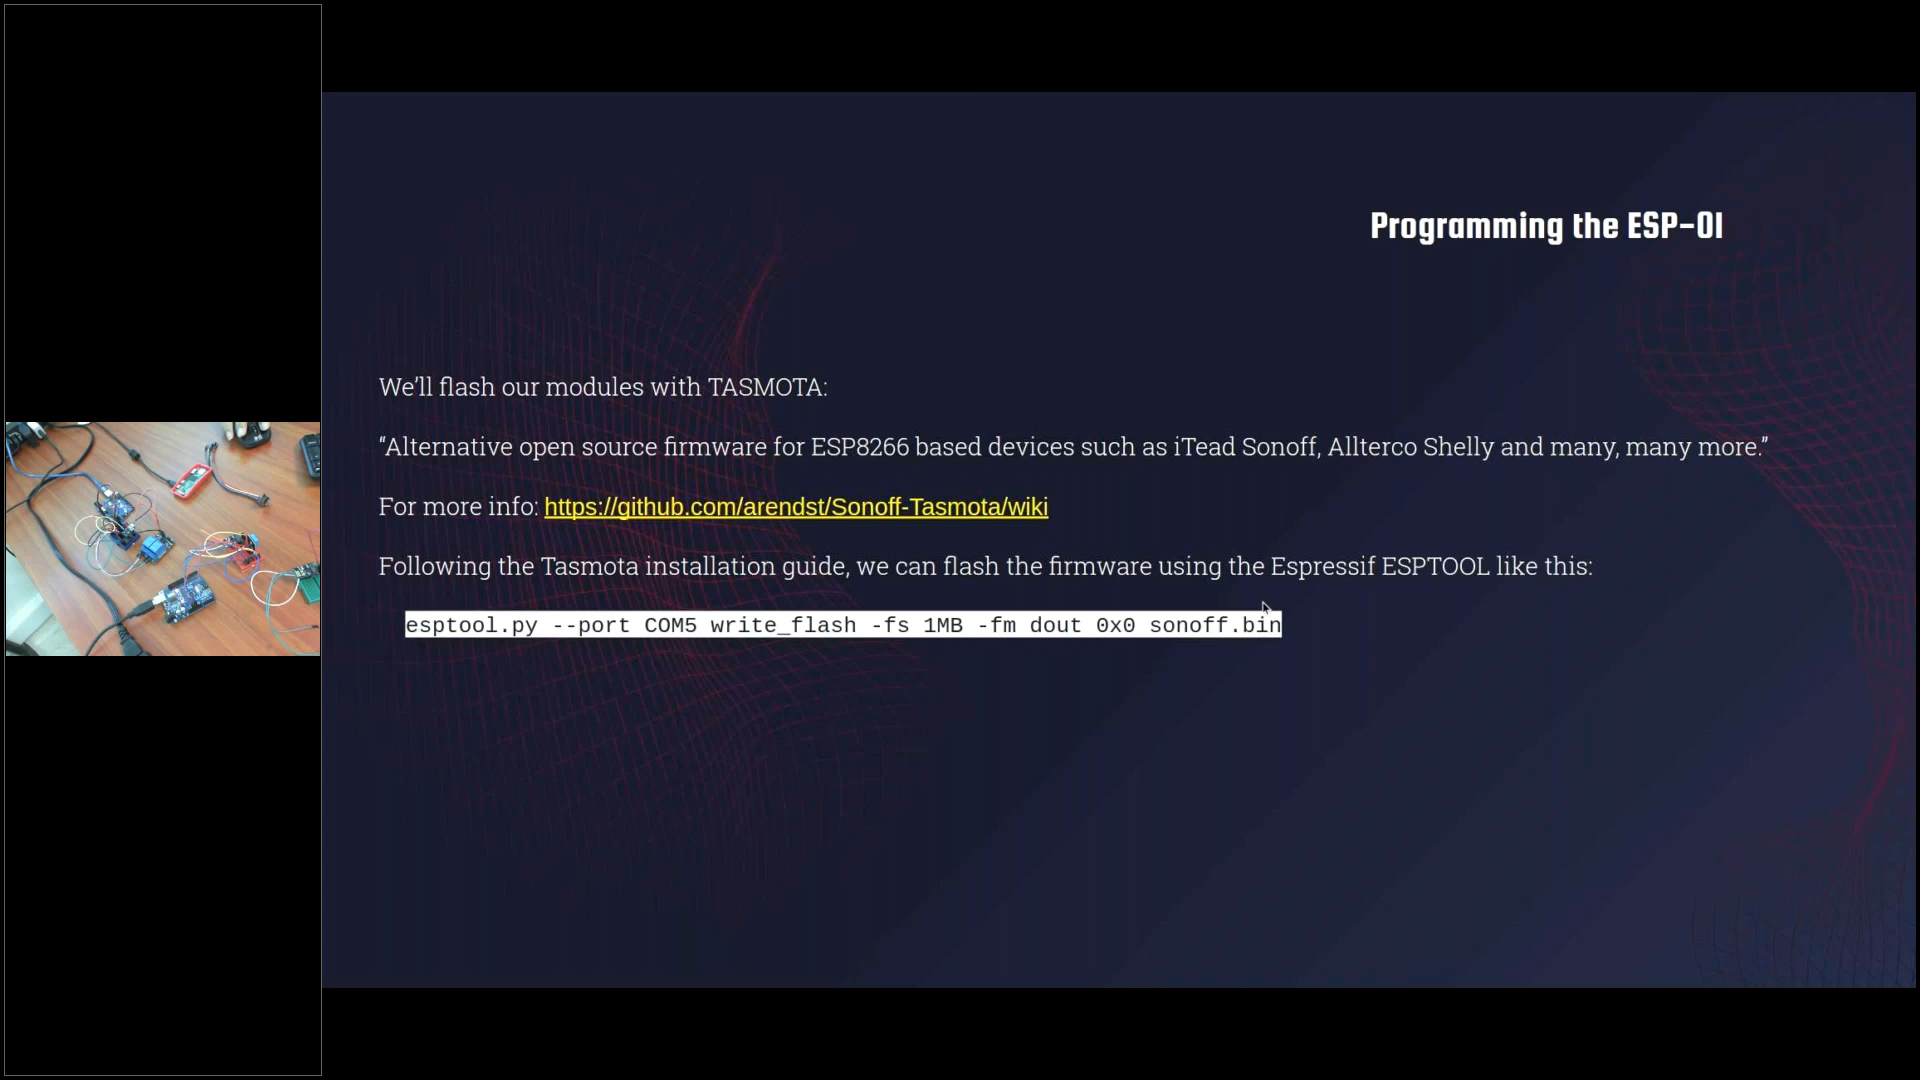 Programming the ESP-01
We'll flash our modules with TASMOTA:
“Alternative open source firmware for ESP8266 based devices such as iTead Sonoff, Allterco Shelly and many, many more.”
For more info: https://github.com/arendst/Sonoff-Tasmota/wiki
Following the Tasmota installation guide, we can flash the firmware using the Espressif ESPTOOL like this:
esptool.py --port COM5 write_flash -fs 1MB -fm dout 0x0 sonoff.bin